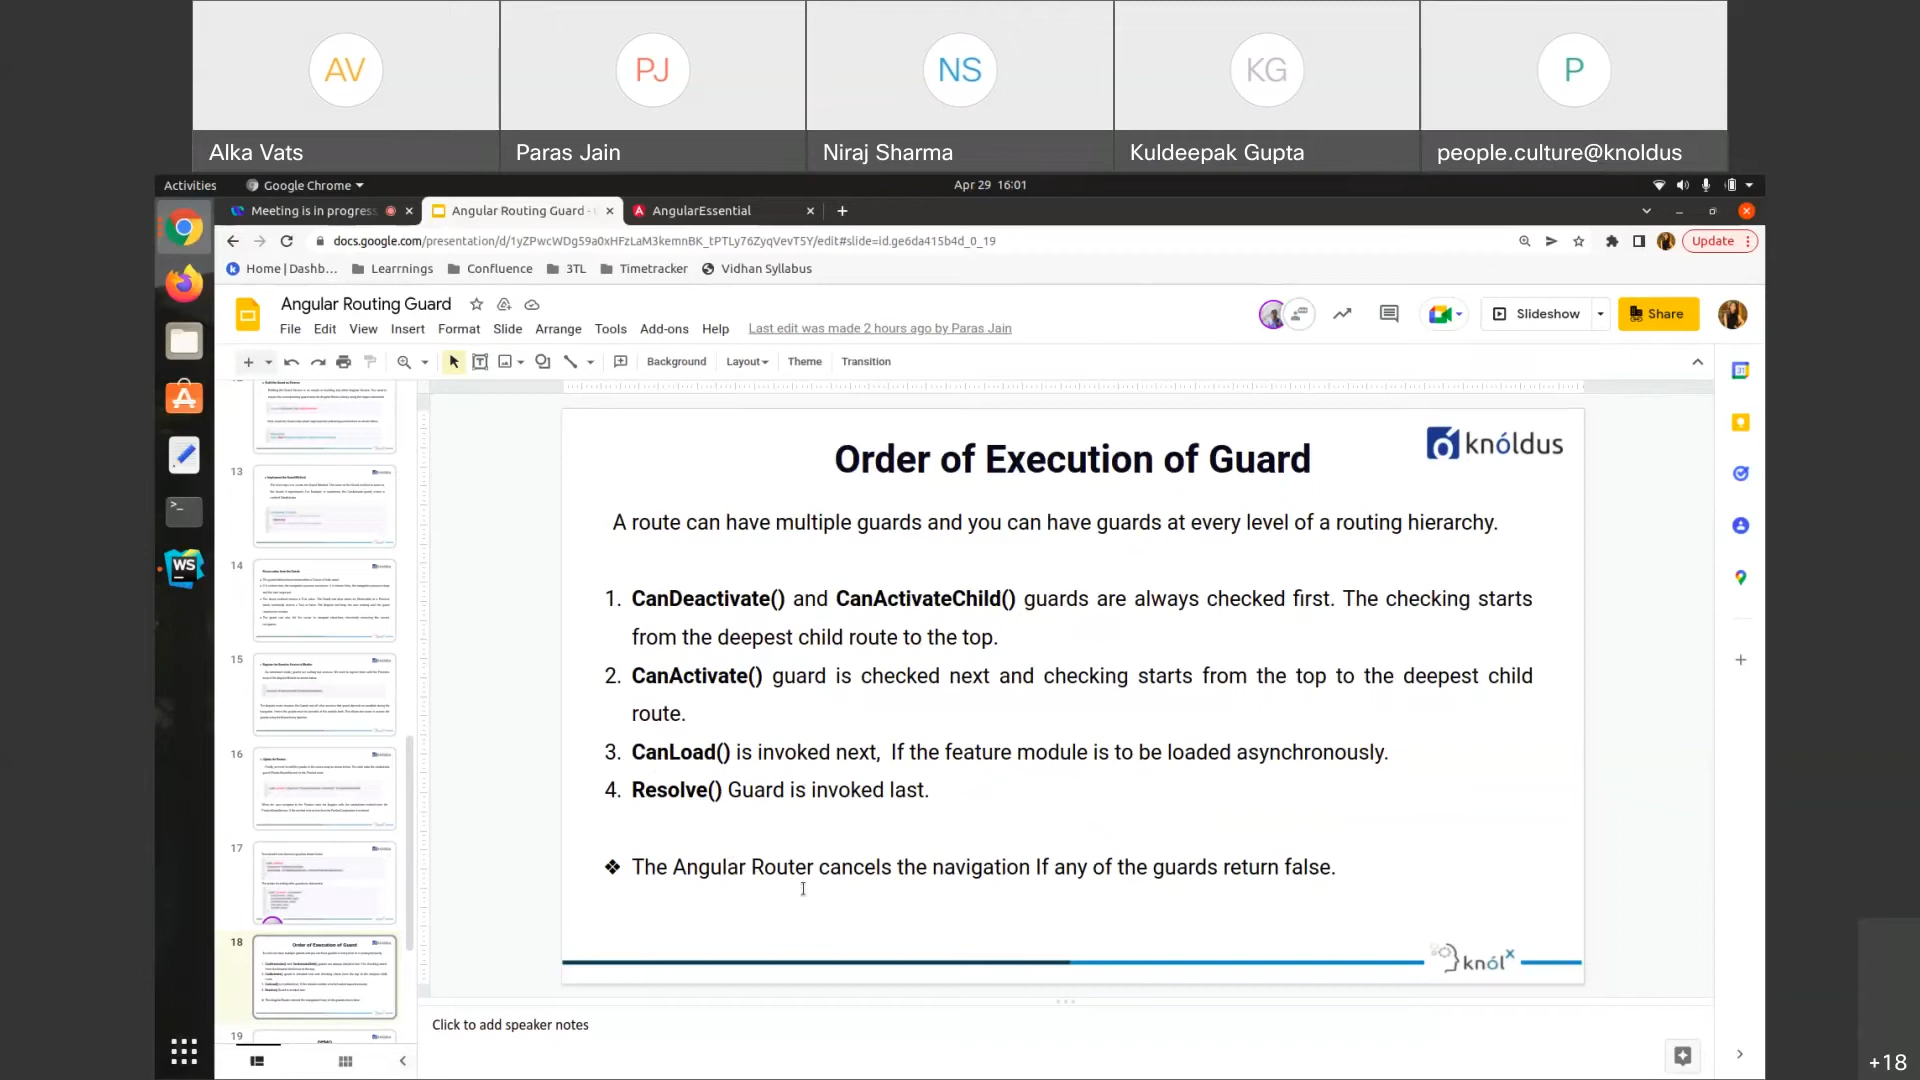 AV
PJ
NS
KG
P
Alka Vats
Paras Jain
Niraj Sharma
Kuldeepak Gupta
people.culture@knoldus
Activities
Google Chrome
Apr 29 16:01
Meeting is in progress
Angular Routing Guard -
AngularEssential
docs.google.com/presentation/d/1yZPwcWDg59a0xHFzLaM3kemnBK_tPTLy76ZyqVevT5Y/edit#slide=id.ge6da415b4d_0_19
Update
Home | Dashb...
Learrnings
Confluence
3TL
Timetracker
Vidhan Syllabus
Angular Routing Guard
File Edit View Insert Format Slide Arrange Tools Add-ons Help
Last edit was made 2 hours ago by Paras Jain
Slideshow
Share
Background
Layout
Theme
Transition
13
14
15
16
17
18
Order of Execution of Guard
19
DEMO
WS
31
knóldus
Order of Execution of Guard
A route can have multiple guards and you can have guards at every level of a routing hierarchy.
1. CanDeactivate() and CanActivateChild() guards are always checked first. The checking starts
from the deepest child route to the top.
2. CanActivate() guard is checked next and checking starts from the top to the deepest child
route.
3. CanLoad() is invoked next, If the feature module is to be loaded asynchronously.
4. Resolve() Guard is invoked last.
❖ The Angular Router cancels the navigation If any of the guards return false.
knólx
Click to add speaker notes
+18